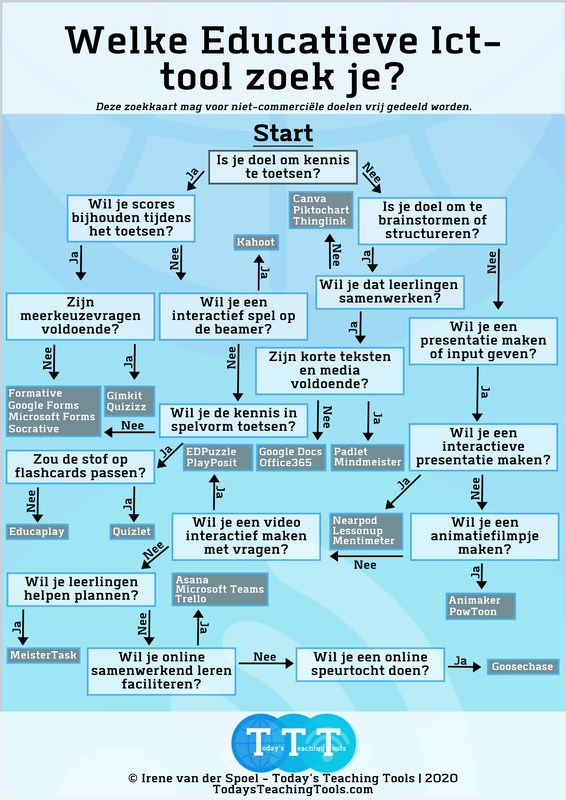 Welke Educatieve Ict-
tool zoek je?
Deze zoekkaart mag voor niet-commerciële doelen vrij gedeeld worden.
Start
Is je doel om kennis
te toetsen?
Ja
Nee
Wil je scores
bijhouden tijdens
het toetsen?
Canva
Piktochart
Thinglink
Is je doel om te
brainstormen of
structureren?
Kahoot
Ja
Nee
Ja
Nee
Ja
Nee
Wil je dat leerlingen
samenwerken?
Zijn
meerkeuzevragen
voldoende?
Wil je een
interactief spel op
de beamer?
Ja
Wil je een
presentatie maken
of input geven?
Nee
Ja
Nee
Zijn korte teksten
en media
voldoende?
Ja
Formative
Google Forms
Microsoft Forms
Socrative
Gimkit
Quizizz
Nee
Wil je de kennis in
spelvorm toetsen?
Nee
Ja
Wil je een
interactieve
presentatie maken?
Ja
Zou de stof op
flashcards passen?
EDPuzzle
PlayPosit
Google Docs
Office365
Padlet
Mindmeister
Nee
Ja
Ja
Ja
Nee
Educaplay
Quizlet
Wil je een video
interactief maken
met vragen?
Nearpod
Lessonup
Mentimeter
Wil je een
animatiefilmpje
maken?
Nee
Nee
Ja
Wil je leerlingen
helpen plannen?
Asana
Microsoft Teams
Trello
Animaker
PowToon
Ja
Nee
Ja
MeisterTask
Wil je online
samenwerkend leren
faciliteren?
Nee
Wil je een online
speurtocht doen?
Ja
Goosechase
Today's Teaching Tools
© Irene van der Spoel - Today's Teaching Tools | 2020
TodaysTeachingTools.com